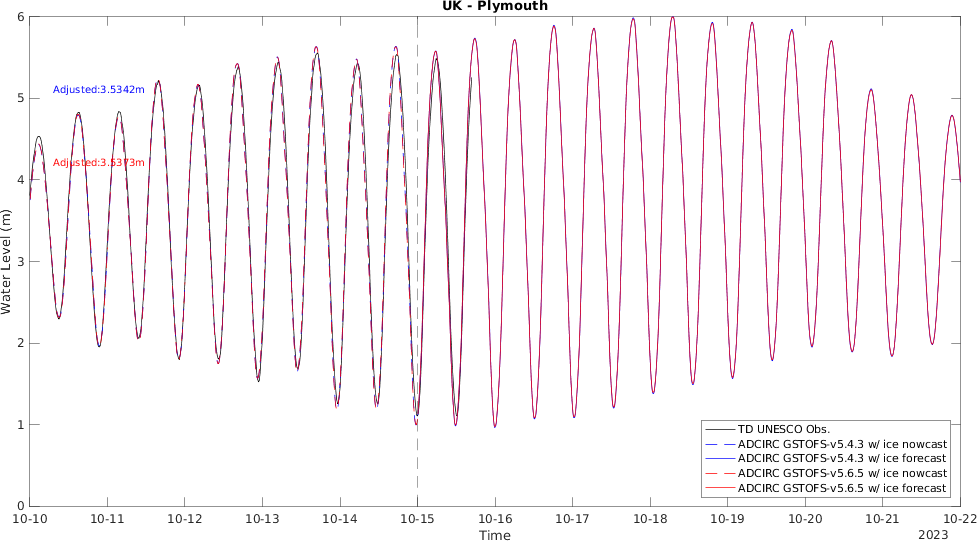 UK - Plymouth
6
5
4
3
2
1
0
Water Level (m)
Adjusted:3.5342m
Adjusted:3.5373m
TD UNESCO Obs.
ADCIRC GSTOFS-v5.4.3 w/ ice nowcast
ADCIRC GSTOFS-v5.4.3 w/ ice forecast
ADCIRC GSTOFS-v5.6.5 w/ ice nowcast
ADCIRC GSTOFS-v5.6.5 w/ ice forecast
10-10 10-11 10-12 10-13 10-14 10-15 10-16 10-17 10-18 10-19 10-20 10-21 10-22
Time
2023